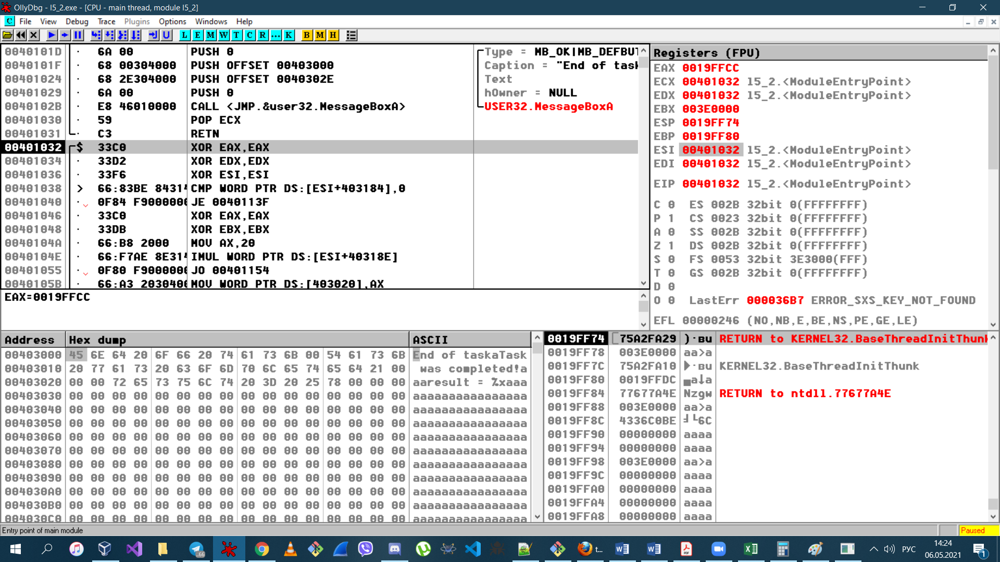 OllyDbg - l5_2.exe - [CPU - main thread, module l5_2]
C File View Debug Trace Plugins Options Windows Help
L E M W T C R ... K B M H
0040101D · 6A 00 PUSH 0 Type = MB_OK|MB_DEFBUT
0040101F · 68 00304000 PUSH OFFSET 00403000 Caption = "End of task
00401024 · 68 2E304000 PUSH OFFSET 0040302E Text
00401029 · 6A 00 PUSH 0 hOwner = NULL
0040102B · E8 46010000 CALL <JMP.&user32.MessageBoxA> USER32.MessageBoxA
00401030 · 59 POP ECX
00401031 · C3 RETN
00401032 $ 33C0 XOR EAX,EAX
00401034 · 33D2 XOR EDX,EDX
00401036 · 33F6 XOR ESI,ESI
00401038 > 66:83BE 84314 CMP WORD PTR DS:[ESI+403184],0
00401040 · 0F84 F9000000 JE 0040113F
00401046 · 33C0 XOR EAX,EAX
00401048 · 33DB XOR EBX,EBX
0040104A · 66:B8 2000 MOV AX,20
0040104E · 66:F7AE 8E314 IMUL WORD PTR DS:[ESI+40318E]
00401055 · 0F80 F9000000 JO 00401154
0040105B · 66:A3 20304000 MOV WORD PTR DS:[403020],AX
EAX=0019FFCC
Registers (FPU)
EAX 0019FFCC
ECX 00401032 l5_2.<ModuleEntryPoint>
EDX 00401032 l5_2.<ModuleEntryPoint>
EBX 003E0000
ESP 0019FF74
EBP 0019FF80
ESI 00401032 l5_2.<ModuleEntryPoint>
EDI 00401032 l5_2.<ModuleEntryPoint>
EIP 00401032 l5_2.<ModuleEntryPoint>
C 0 ES 002B 32bit 0(FFFFFFFF)
P 1 CS 0023 32bit 0(FFFFFFFF)
A 0 SS 002B 32bit 0(FFFFFFFF)
Z 1 DS 002B 32bit 0(FFFFFFFF)
S 0 FS 0053 32bit 3E3000(FFF)
T 0 GS 002B 32bit 0(FFFFFFFF)
D 0
O 0 LastErr 000036B7 ERROR_SXS_KEY_NOT_FOUND
EFL 00000246 (NO,NB,E,BE,NS,PE,GE,LE)
Address Hex dump ASCII
00403000 45 6E 64 20 6F 66 20 74 61 73 6B 00 54 61 73 6B End of taskaTask
00403010 20 77 61 73 20 63 6F 6D 70 6C 65 74 65 64 21 00 was completed!a
00403020 00 00 72 65 73 75 6C 74 20 3D 20 25 78 00 00 00 aaresult = %xaaa
00403030 00 00 00 00 00 00 00 00 00 00 00 00 00 00 00 00 aaaaaaaaaaaaaaaa
00403040 00 00 00 00 00 00 00 00 00 00 00 00 00 00 00 00 aaaaaaaaaaaaaaaa
00403050 00 00 00 00 00 00 00 00 00 00 00 00 00 00 00 00 aaaaaaaaaaaaaaaa
00403060 00 00 00 00 00 00 00 00 00 00 00 00 00 00 00 00 aaaaaaaaaaaaaaaa
00403070 00 00 00 00 00 00 00 00 00 00 00 00 00 00 00 00 aaaaaaaaaaaaaaaa
00403080 00 00 00 00 00 00 00 00 00 00 00 00 00 00 00 00 aaaaaaaaaaaaaaaa
00403090 00 00 00 00 00 00 00 00 00 00 00 00 00 00 00 00 aaaaaaaaaaaaaaaa
004030A0 00 00 00 00 00 00 00 00 00 00 00 00 00 00 00 00 aaaaaaaaaaaaaaaa
004030B0 00 00 00 00 00 00 00 00 00 00 00 00 00 00 00 00 aaaaaaaaaaaaaaaa
004030C0 00 00 00 00 00 00 00 00 00 00 00 00 00 00 00 00 aaaaaaaaaaaaaaaa
0019FF74 75A2FA29 )·вu RETURN to KERNEL32.BaseThreadInitThunk
0019FF78 003E0000 aa>a
0019FF7C 75A2FA10 ·вu KERNEL32.BaseThreadInitThunk
0019FF80 0019FFDC ▄a↓a
0019FF84 77677A4E Nzgw RETURN to ntdll.77677A4E
0019FF88 003E0000 aa>a
0019FF8C 4336C0BE ╛└6C
0019FF90 00000000 aaaa
0019FF94 00000000 aaaa
0019FF98 003E0000 aa>a
0019FF9C 00000000 aaaa
0019FFA0 00000000 aaaa
0019FFA4 00000000 aaaa
0019FFA8 00000000 aaaa
Entry point of main module Paused
66 t... РУС 14:24
06.05.2021 1